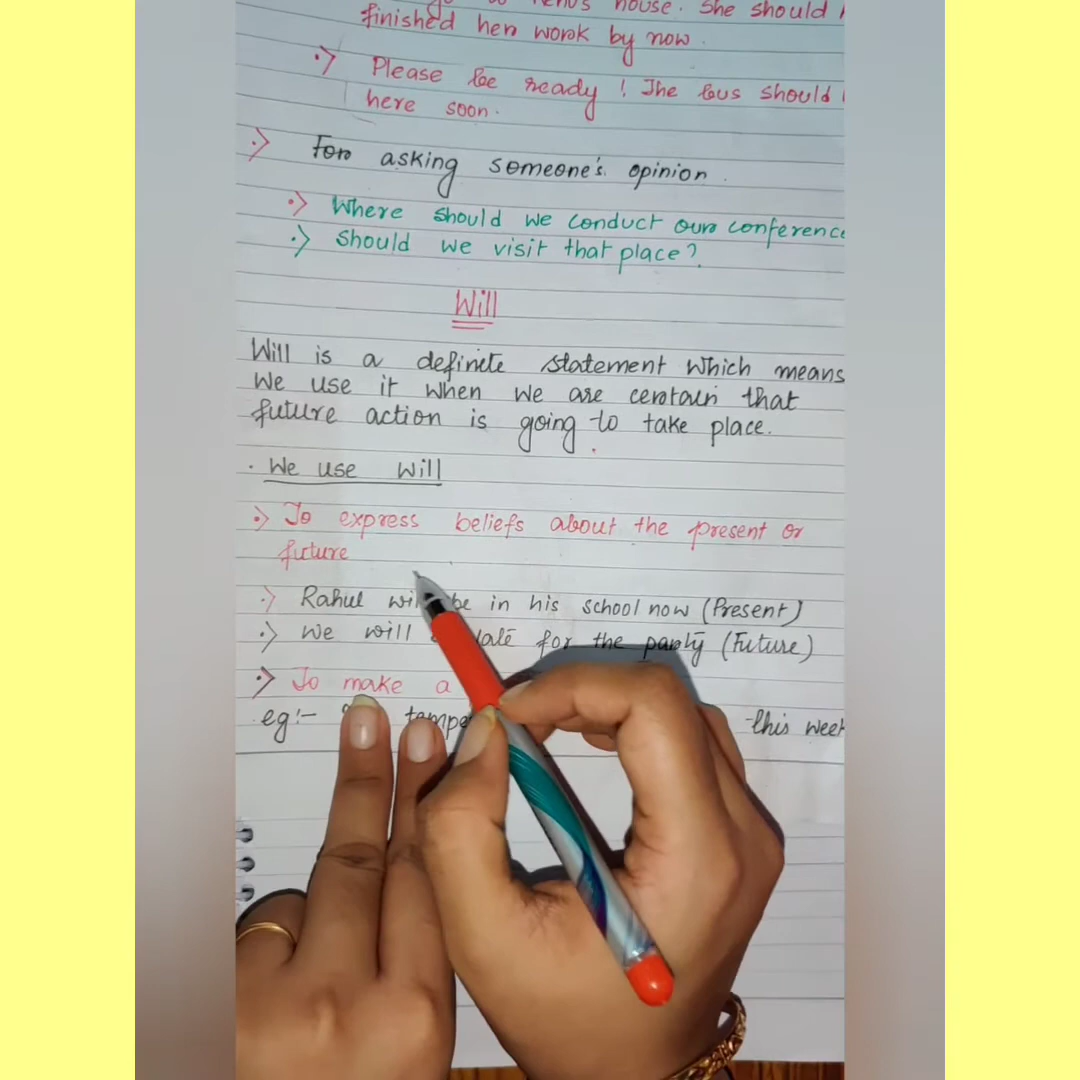 house. She should
finished her work by now.
Please be ready! The bus should
here soon.
For asking someone's opinion.
Where should we conduct our conference
Should we visit that place?
Will
Will is a definite statement which means
We use it when we are certain that
future action is going to take place.
We use will
To express beliefs about the present or
future
Rahul will be in his school now (Present)
We will late for the party (Future)
To make a
eg:- this week